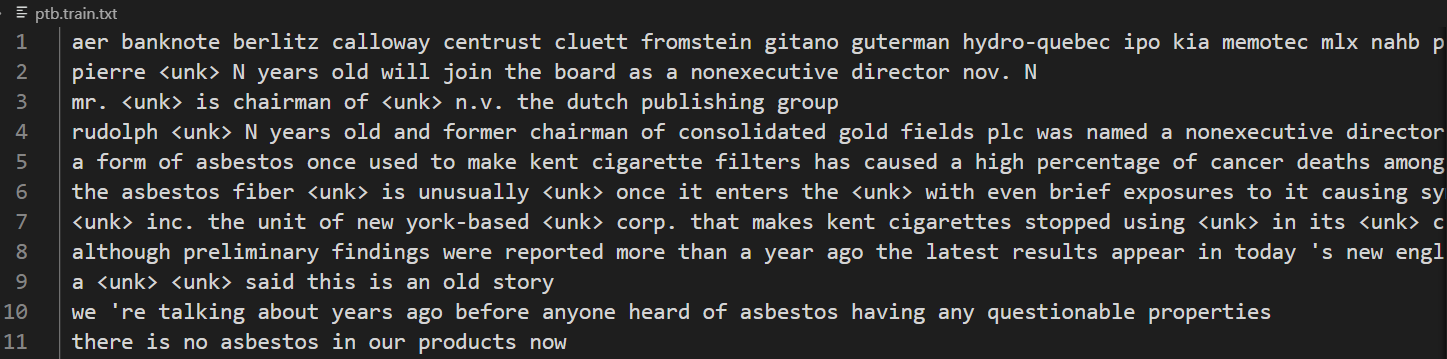 ptb.train.txt
1 aer banknote berlitz calloway centrust cluett fromstein gitano guterman hydro-quebec ipo kia memotec mlx nahb p
2 pierre <unk> N years old will join the board as a nonexecutive director nov. N
3 mr. <unk> is chairman of <unk> n.v. the dutch publishing group
4 rudolph <unk> N years old and former chairman of consolidated gold fields plc was named a nonexecutive director
5 a form of asbestos once used to make kent cigarette filters has caused a high percentage of cancer deaths among
6 the asbestos fiber <unk> is unusually <unk> once it enters the <unk> with even brief exposures to it causing sy
7 <unk> inc. the unit of new york-based <unk> corp. that makes kent cigarettes stopped using <unk> in its <unk> c
8 although preliminary findings were reported more than a year ago the latest results appear in today 's new engl
9 a <unk> <unk> said this is an old story
10 we 're talking about years ago before anyone heard of asbestos having any questionable properties
11 there is no asbestos in our products now